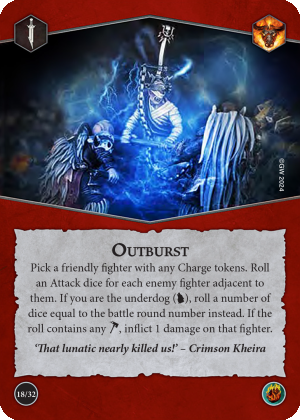 ©GW 2024
OUTBURST
Pick a friendly fighter with any Charge tokens. Roll
an Attack dice for each enemy fighter adjacent to
them. If you are the underdog ( ), roll a number of
dice equal to the battle round number instead. If the
roll contains any , inflict 1 damage on that fighter.
‘That lunatic nearly killed us!’ – Crimson Kheira
18/32